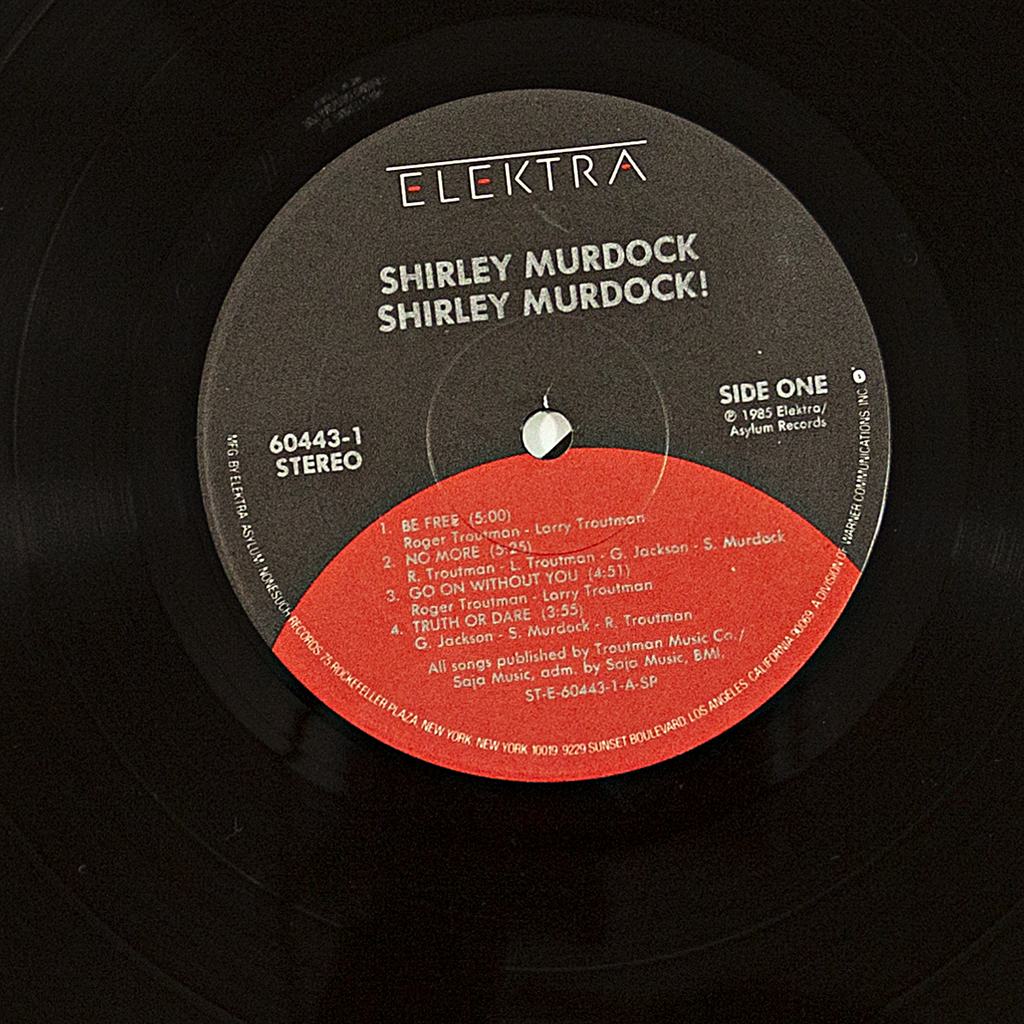 ELEKTRA
SHIRLEY MURDOCK
SHIRLEY MURDOCK!
60443-1
STEREO
SIDE ONE
℗ 1985 Elektra/
Asylum Records
1. BE FREE (5:00)
Roger Troutman - Larry Troutman
2. NO MORE (5:25)
R. Troutman - L. Troutman - G. Jackson - S. Murdock
3. GO ON WITHOUT YOU (4:51)
Roger Troutman - Larry Troutman
4. TRUTH OR DARE (3:55)
G. Jackson - S. Murdock - R. Troutman
All songs published by Troutman Music Co./
Saja Music, adm. by Saja Music, BMI.
ST-E-60443-1-A-SP
MFG. BY ELEKTRA ASYLUM NONESUCH RECORDS, 75 ROCKEFELLER PLAZA, NEW YORK, NEW YORK 10019 9229 SUNSET BOULEVARD, LOS ANGELES, CALIFORNIA 90069 A DIVISION OF WARNER COMMUNICATIONS, INC.